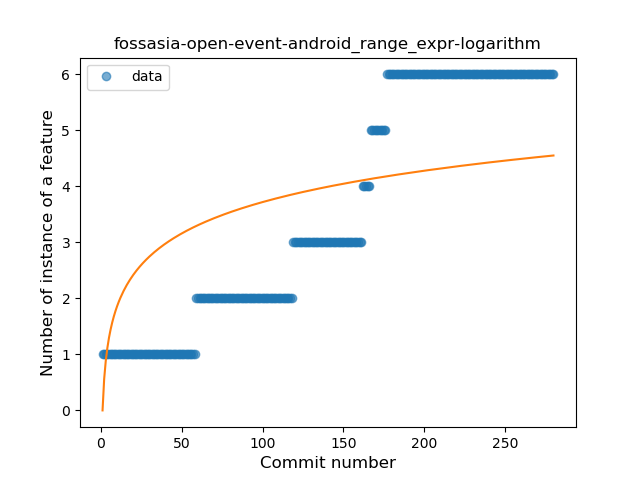 fossasia-open-event-android_range_expr-logarithm
data
Number of instance of a feature
6
5
4
3
2
1
0
0 50 100 150 200 250
Commit number